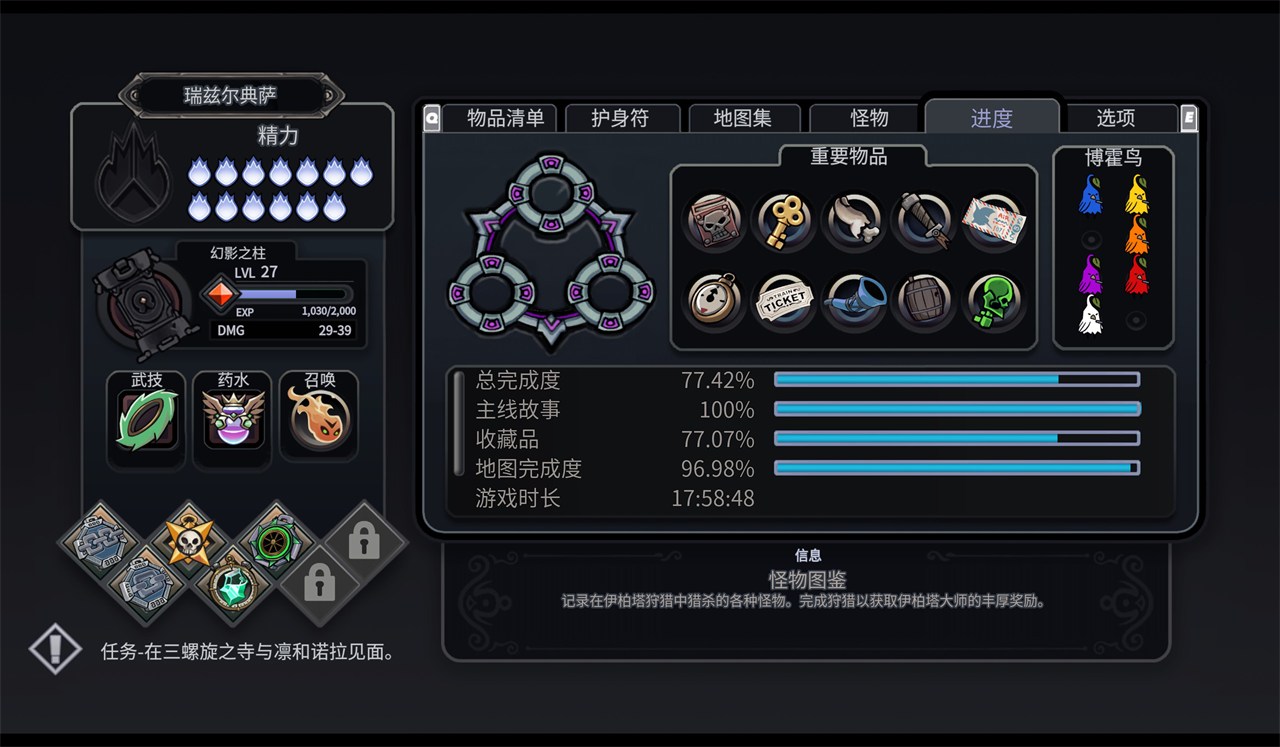 瑞兹尔典萨
精力
幻影之柱
LVL 27
EXP 1,030/2,000
DMG 29-39
武技 药水 召唤
任务-在三螺旋之寺与凛和诺拉见面。
Q 物品清单 护身符 地图集 怪物 进度 选项 E
重要物品
博霍鸟
AIR
TRAIN
TICKET
总完成度 77.42%
主线故事 100%
收藏品 77.07%
地图完成度 96.98%
游戏时长 17:58:48
信息
怪物图鉴
记录在伊柏塔狩猎中猎杀的各种怪物。完成狩猎以获取伊柏塔大师的丰厚奖励。